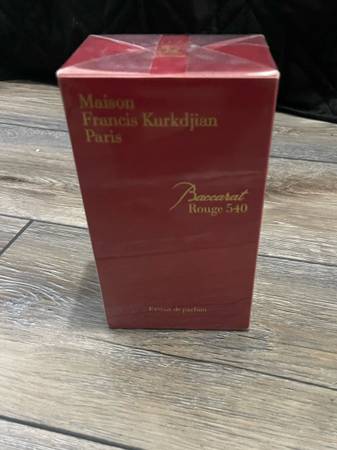 Maison
Francis Kurkdjian
Paris
Baccarat
Rouge 540
Extrait de parfum